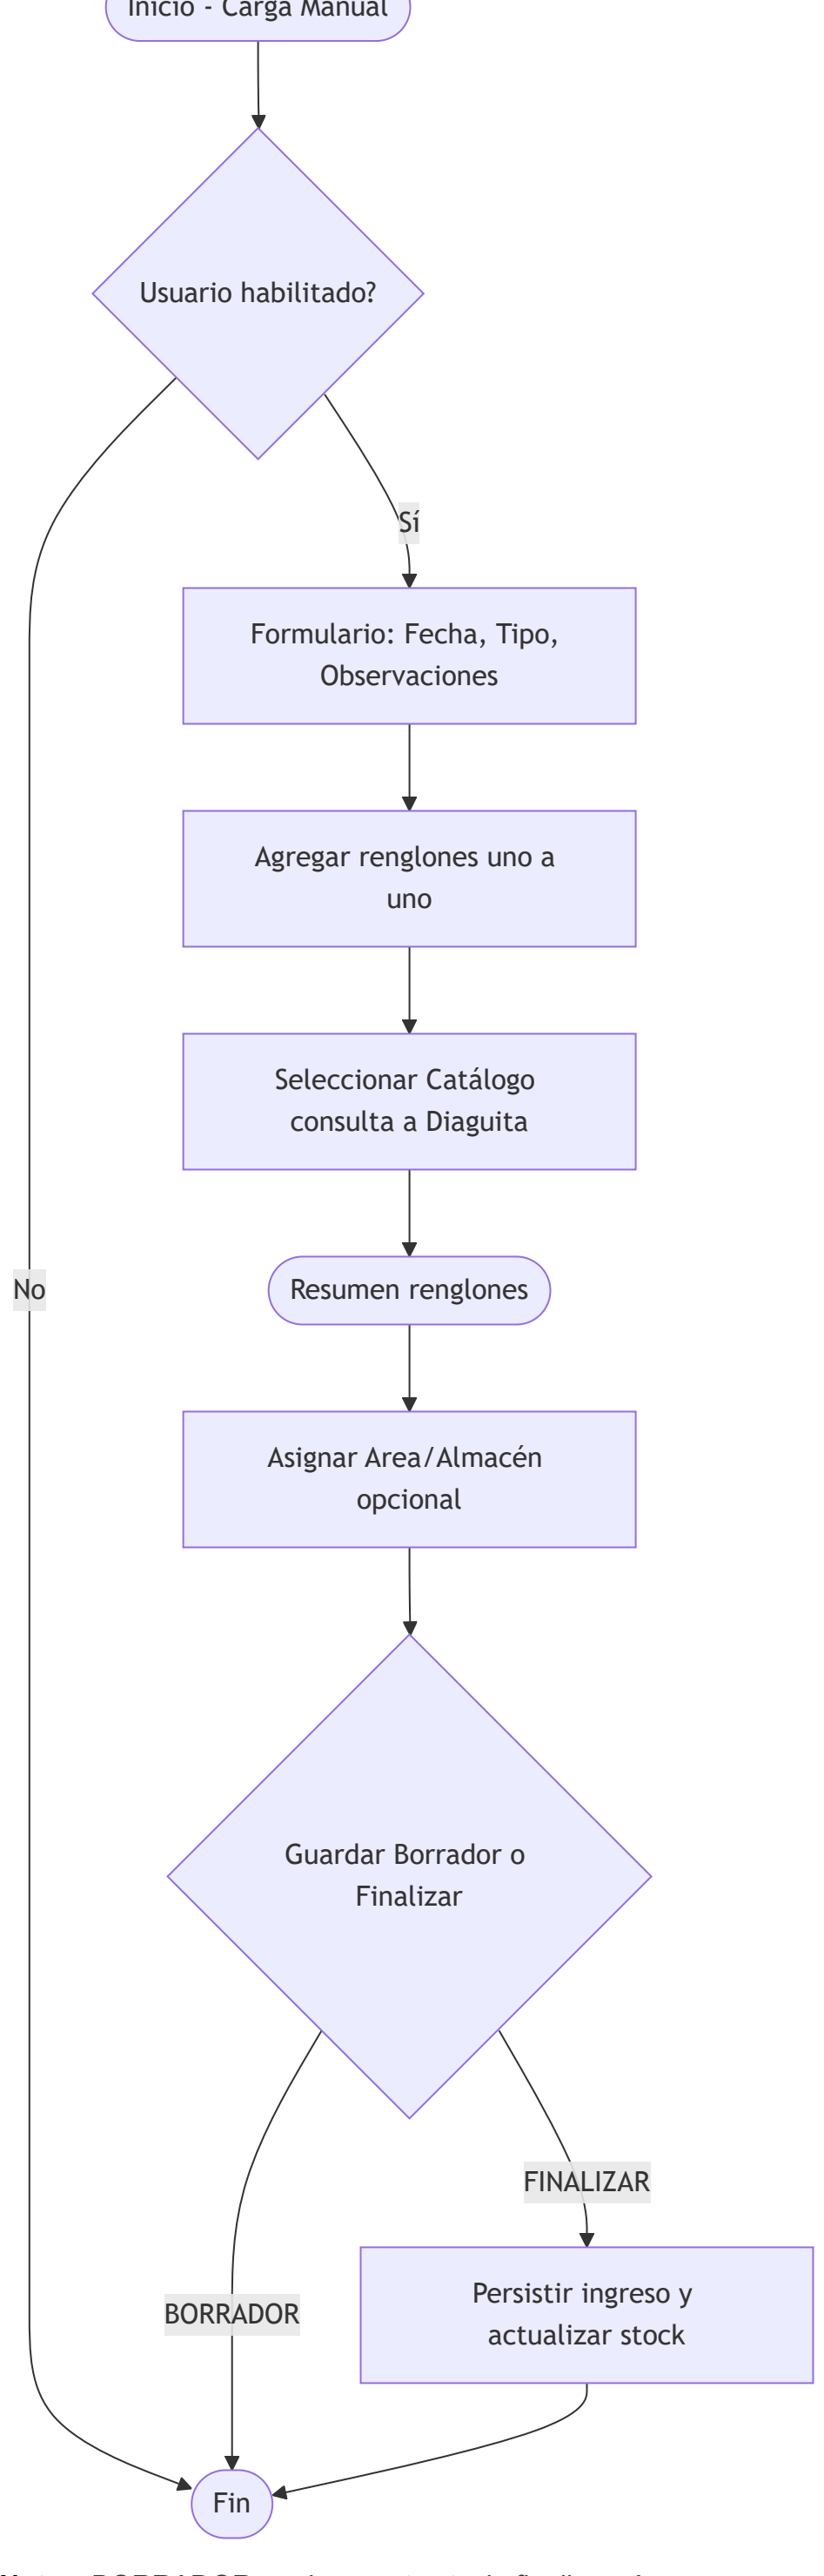 Inicio - Carga Manual
Usuario habilitado?
Sí
Formulario: Fecha, Tipo,
Observaciones
Agregar renglones uno a
uno
Seleccionar Catálogo
consulta a Diaguita
No
Resumen renglones
Asignar Area/Almacén
opcional
Guardar Borrador o
Finalizar
FINALIZAR
Persistir ingreso y
actualizar stock
BORRADOR
Fin